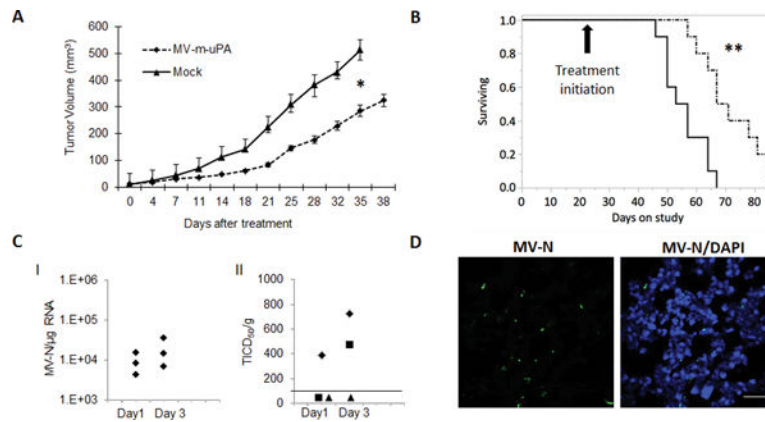 A
MV-m-uPA
Mock
Tumor Volume (mm³)
600
500
400
300
200
100
0
*
0 4 7 11 14 18 21 25 28 32 35 38
Days after treatment
B
**
Treatment
initiation
Surviving
1.0
0.8
0.6
0.4
0.2
0.0
0 10 20 30 40 50 60 70 80
Days on study
C
I
MV-N/µg RNA
1.E+06
1.E+05
1.E+04
1.E+03
Day1 Day 3
II
TICD50/g
1000
800
600
400
200
0
Day1 Day 3
D
MV-N
MV-N/DAPI